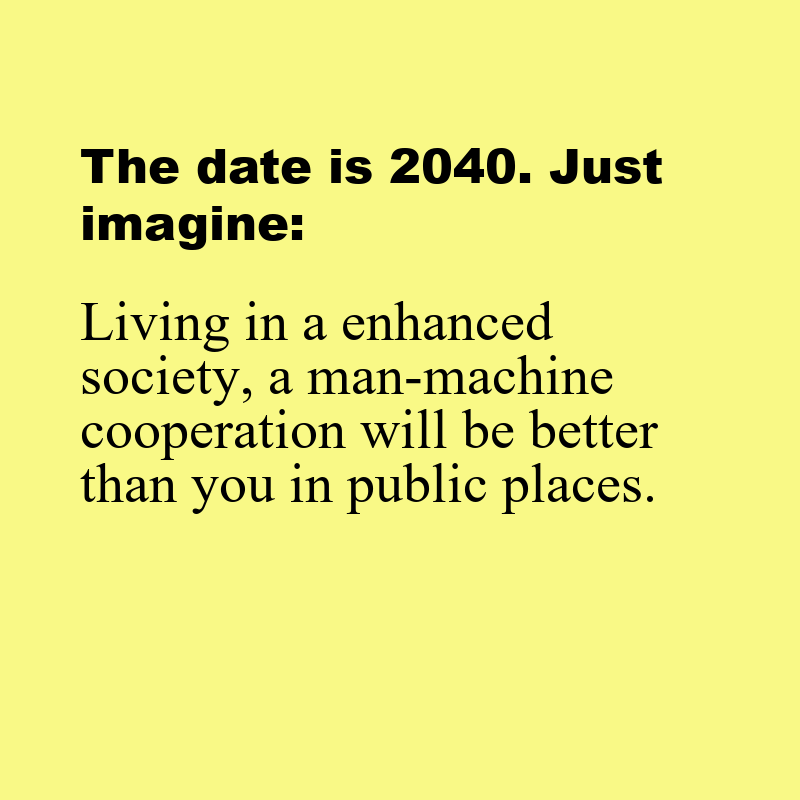 The date is 2040. Just
imagine:
Living in a enhanced
society, a man-machine
cooperation will be better
than you in public places.